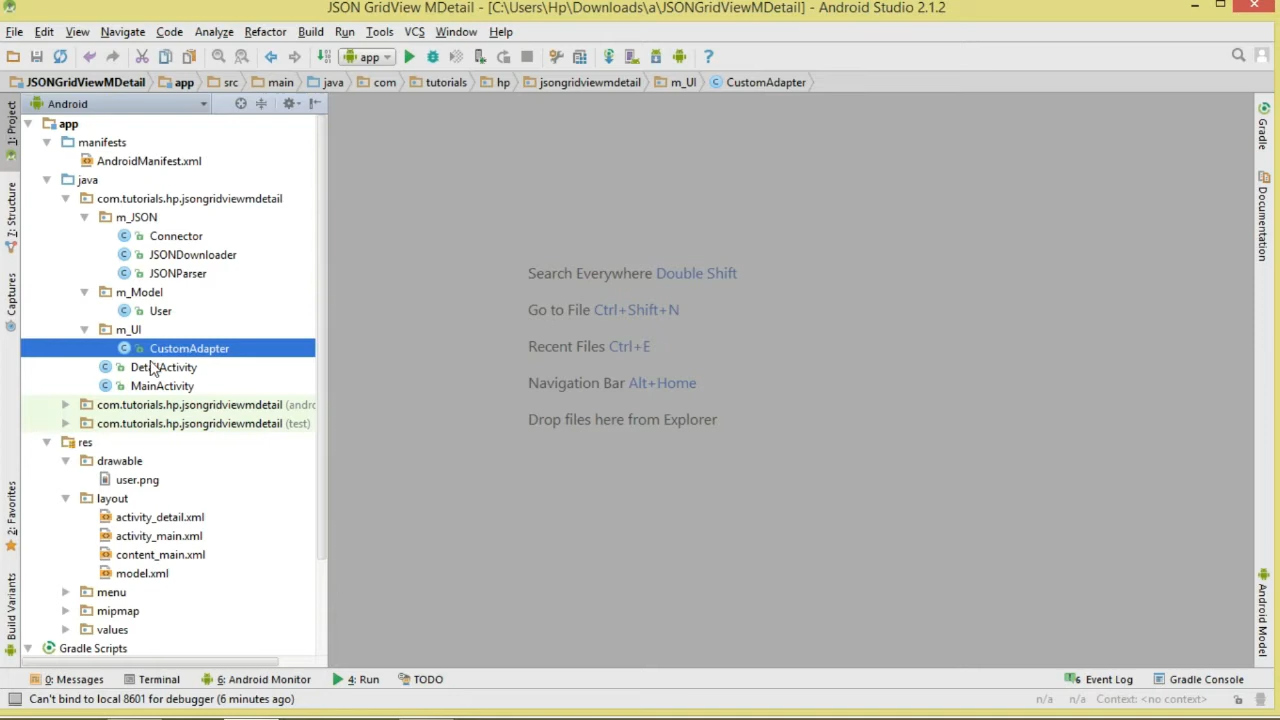 JSON GridView MDetail - [C:\Users\Hp\Downloads\a\JSONGridViewMDetail] - Android Studio 2.1.2
File Edit View Navigate Code Analyze Refactor Build Run Tools VCS Window Help
app
JSONGridViewMDetail app src main java com tutorials hp jsongridviewmdetail m_UI CustomAdapter
Android
app
manifests
AndroidManifest.xml
java
com.tutorials.hp.jsongridviewmdetail
m_JSON
Connector
JSONDownloader
JSONParser
m_Model
User
m_UI
CustomAdapter
DetailActivity
MainActivity
com.tutorials.hp.jsongridviewmdetail (andro
com.tutorials.hp.jsongridviewmdetail (test)
res
drawable
user.png
layout
activity_detail.xml
activity_main.xml
content_main.xml
model.xml
menu
mipmap
values
Gradle Scripts
1: Project
7: Structure
Captures
2: Favorites
Build Variants
Search Everywhere Double Shift
Go to File Ctrl+Shift+N
Recent Files Ctrl+E
Navigation Bar Alt+Home
Drop files here from Explorer
Gradle
Documentation
Android Model
0: Messages Terminal 6: Android Monitor 4: Run TODO 6 Event Log Gradle Console
Can't bind to local 8601 for debugger (6 minutes ago) n/a n/a Context: <no context>